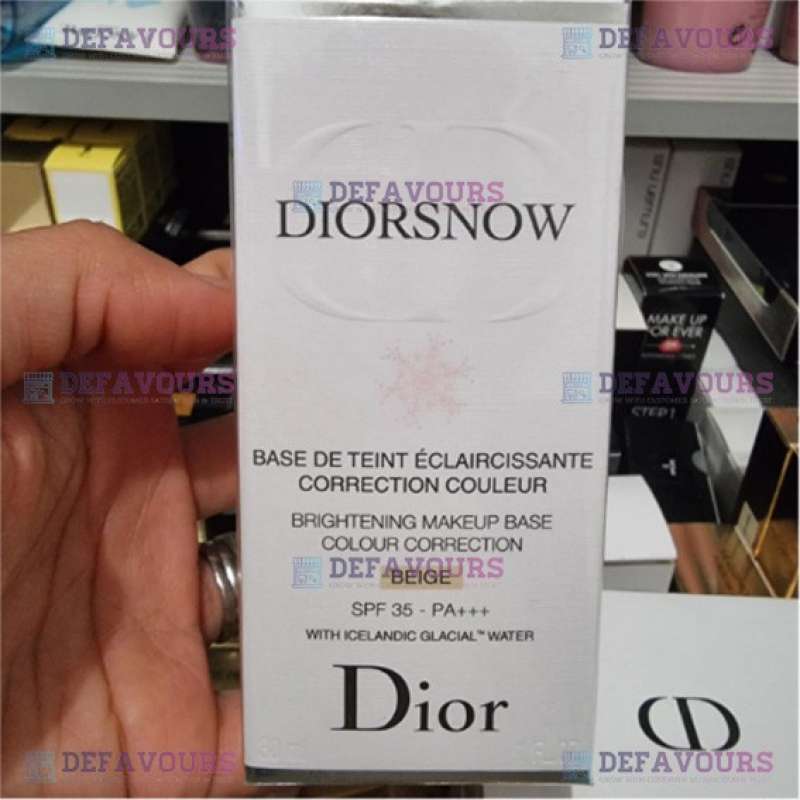 DEFAVOURS
DEFAVOURS
DEFAVOURS
DIORSNOW
DEFAVOURS
DEFAVOURS
MAKE UP
FOR EVER
STEP 1
BASE DE TEINT ÉCLAIRCISSANTE
CORRECTION COULEUR
BRIGHTENING MAKEUP BASE
COLOUR CORRECTION
DEFAVOURS
BEIGE
SPF 35 - PA+++
WITH ICELANDIC GLACIAL™ WATER
Dior
CD
DEFAVOURS
DEFAVOURS